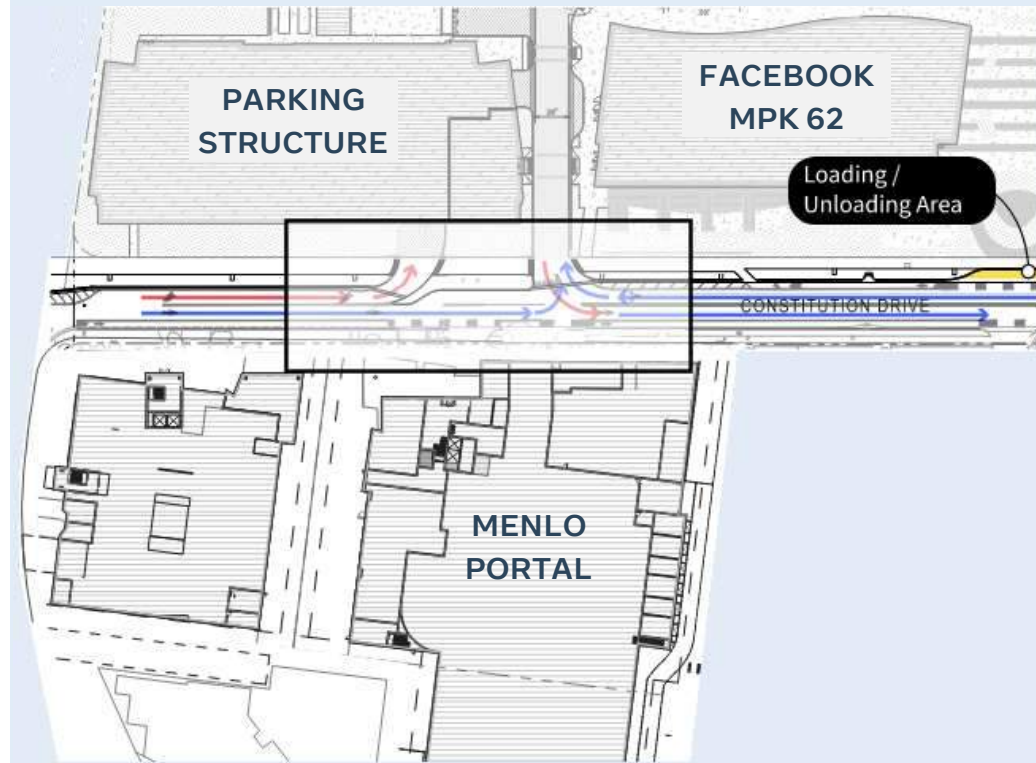 PARKING
STRUCTURE
FACEBOOK
MPK 62
Loading /
Unloading Area
CONSTITUTION DRIVE
MENLO
PORTAL